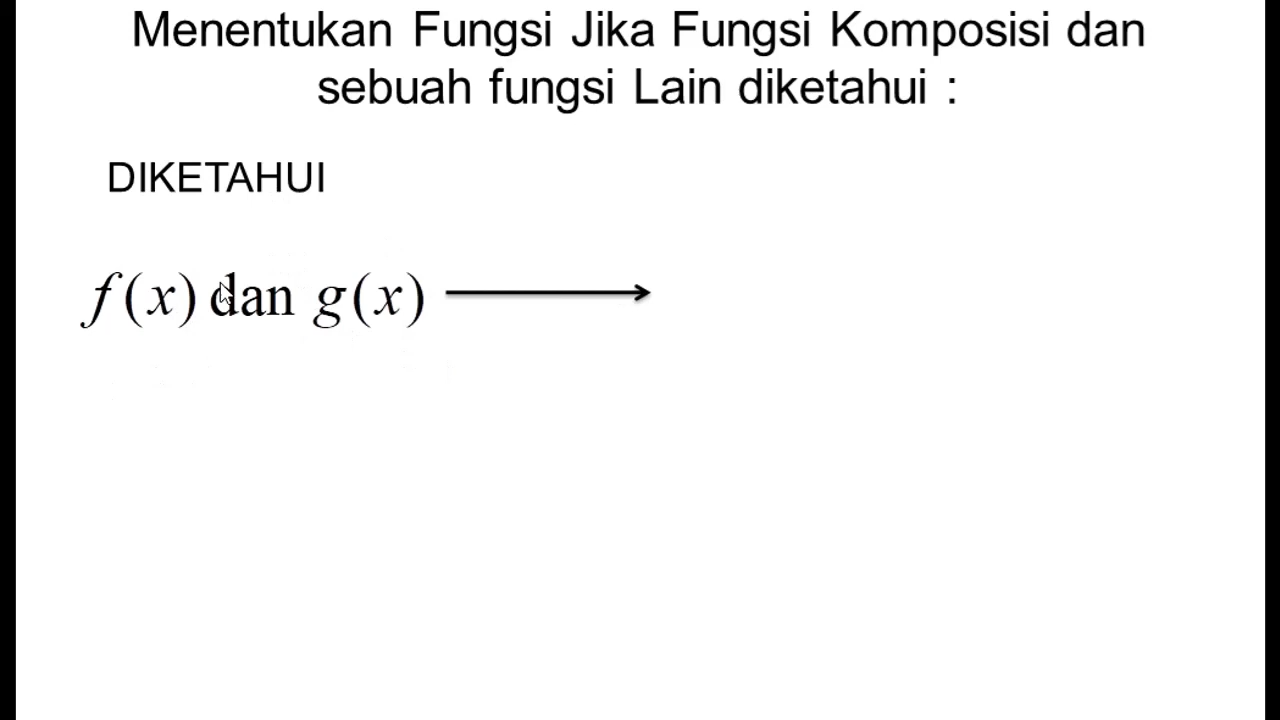 Menentukan Fungsi Jika Fungsi Komposisi dan
sebuah fungsi Lain diketahui :
DIKETAHUI
f(x) dan g(x)